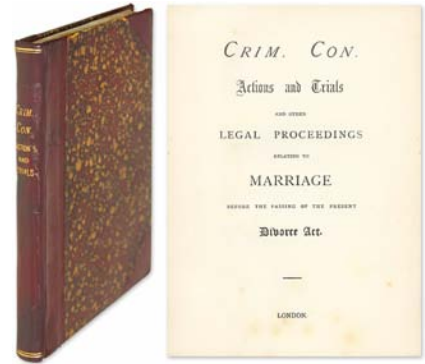 CRIM.
CON.
ACTIONS
AND
TRIALS
CRIM. CON.
Actions and Trials
AND OTHER
LEGAL PROCEEDINGS
RELATING TO
MARRIAGE
BEFORE THE PASSING OF THE PRESENT
Divorce Act.
LONDON.